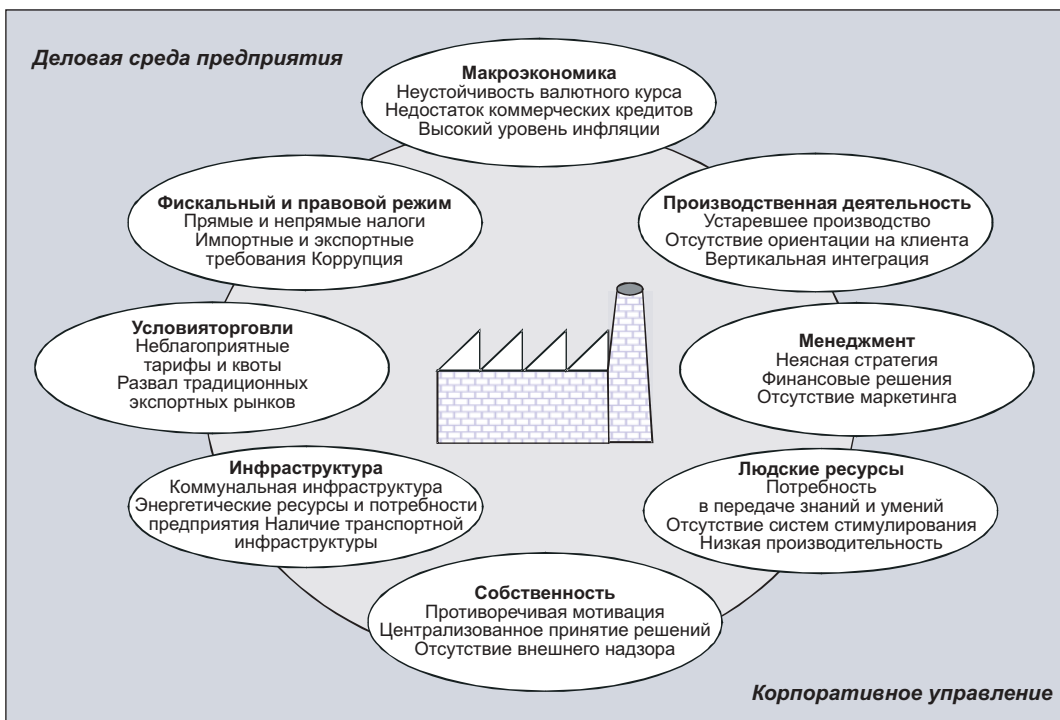 Деловая среда предприятия
Макроэкономика
Неустойчивость валютного курса
Недостаток коммерческих кредитов
Высокий уровень инфляции
Фискальный и правовой режим
Прямые и непрямые налоги
Импортные и экспортные
требования Коррупция
Производственная деятельность
Устаревшее производство
Отсутствие ориентации на клиента
Вертикальная интеграция
Условияторговли
Неблагоприятные
тарифы и квоты
Развал традиционных
экспортных рынков
Менеджмент
Неясная стратегия
Финансовые решения
Отсутствие маркетинга
Инфраструктура
Коммунальная инфраструктура
Энергетические ресурсы и потребности
предприятия Наличие транспортной
инфраструктуры
Людские ресурсы
Потребность
в передаче знаний и умений
Отсутствие систем стимулирования
Низкая производительность
Собственность
Противоречивая мотивация
Централизованное принятие решений
Отсутствие внешнего надзора
Корпоративное управление